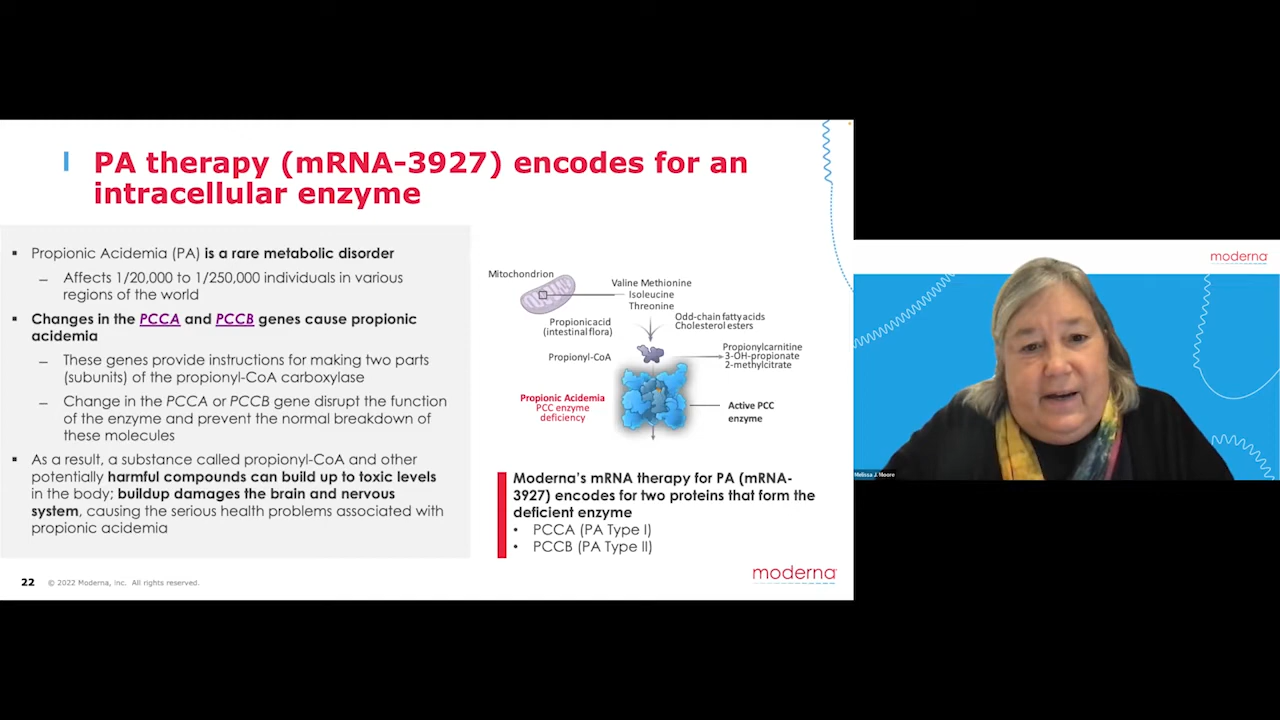 PA therapy (mRNA-3927) encodes for an
intracellular enzyme
▪ Propionic Acidemia (PA) is a rare metabolic disorder
– Affects 1/20,000 to 1/250,000 individuals in various
regions of the world
▪ Changes in the PCCA and PCCB genes cause propionic
acidemia
– These genes provide instructions for making two parts
(subunits) of the propionyl-CoA carboxylase
– Change in the PCCA or PCCB gene disrupt the function
of the enzyme and prevent the normal breakdown of
these molecules
▪ As a result, a substance called propionyl-CoA and other
potentially harmful compounds can build up to toxic levels
in the body; buildup damages the brain and nervous
system, causing the serious health problems associated with
propionic acidemia
Mitochondrion
Valine Methionine
Isoleucine
Threonine
Propionic acid
(intestinal flora)
Odd-chain fatty acids
Cholesterol esters
Propionyl-CoA
Propionylcarnitine
3-OH-propionate
2-methylcitrate
Propionic Acidemia
PCC enzyme
deficiency
Active PCC
enzyme
Moderna's mRNA therapy for PA (mRNA-
3927) encodes for two proteins that form the
deficient enzyme
• PCCA (PA Type I)
• PCCB (PA Type II)
22 © 2022 Moderna, inc. All rights reserved.
moderna
moderna
Melissa J. Moore